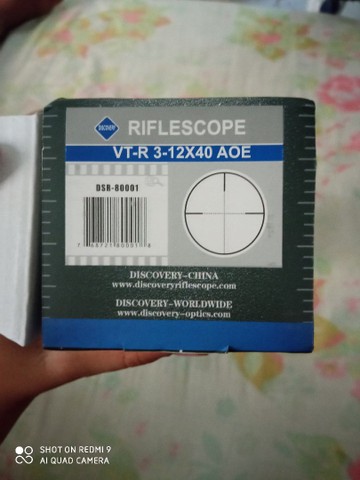 DISCOVERY
RIFLESCOPE
VT-R 3-12X40 AOE
DSR-80001
DISCOVERY-CHINA
www.discoveryriflescope.com
DISCOVERY-WORLDWIDE
www.discovery-optics.com
SHOT ON REDMI 9
AI QUAD CAMERA